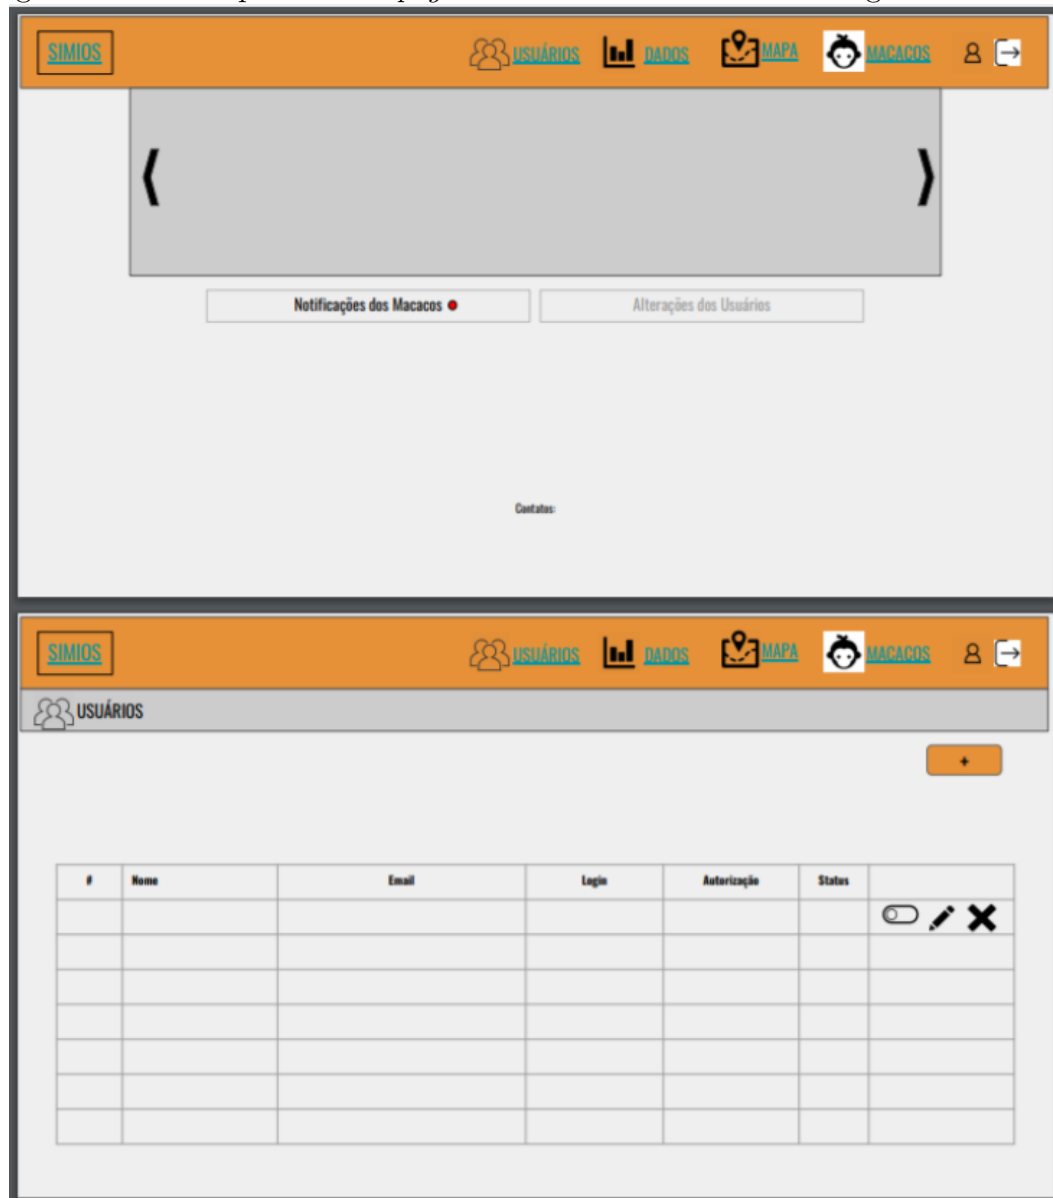 SIMIOS USUÁRIOS DADOS MAPA MACACOS
Notificações dos Macacos Alterações dos Usuários
Contatos:
SIMIOS USUÁRIOS DADOS MAPA MACACOS
USUÁRIOS
+
# Nome Email Login Autorização Status